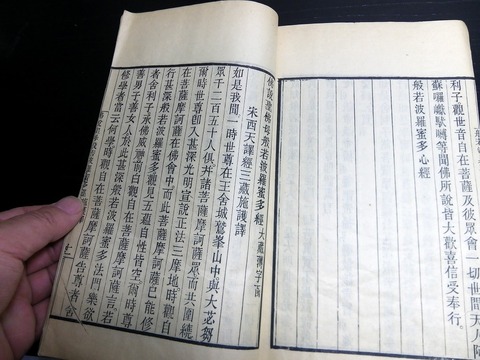 利子觀世音自在菩薩及彼眾會一切世間天人阿
蘇囉巘馱嚩等聞佛所說皆大歡喜信受奉行
般若波羅蜜多心經
佛說聖佛母般若波羅蜜多經 大藏 字函
宋西天譯經三藏施護譯
如是我聞一時世尊在王舍城鷲峯山中與大苾芻
眾千二百五十人俱并諸菩薩摩訶薩眾而共圍繞
爾時世尊即入甚深光明宣說正法三摩地時觀自
在菩薩摩訶薩在佛會中而此菩薩摩訶薩已能修
行甚深般若波羅蜜多觀見五蘊自性皆空爾時尊
者舍利子承佛威神前白觀自在菩薩摩訶薩言若
善男子善女人於此甚深般若波羅蜜多法門樂欲
修學者當云何學時觀自在菩薩摩訶薩告尊者舍